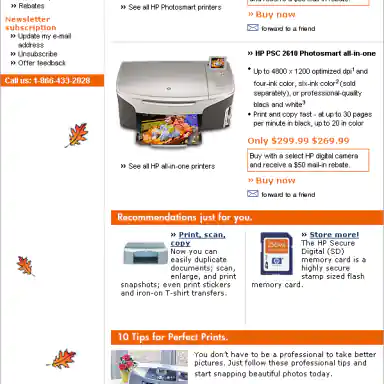 » Rebates
Newsletter
subscription
» Update my e-mail
address
» Unsubscribe
» Offer feedback
Call us: 1-866-433-2028
» See all HP Photosmart printers
and receive a $50 mail-in rebate.
» Buy now
forward to a friend
» HP PSC 2610 Photosmart all-in-one
• Up to 4800 x 1200 optimized dpi¹ and
four-ink color, six-ink color² (sold
separately), or professional-quality
black and white³
• Print and copy fast - at up to 30 pages
per minute in black, up to 20 in color
Only $299.99 $269.99
Buy with a select HP digital camera
and receive a $50 mail-in rebate.
» Buy now
forward to a friend
» See all HP all-in-one printers
Recommendations just for you.
» Print, scan,
copy
Now you can
easily duplicate
documents; scan,
enlarge, and print
snapshots; even print stickers
and iron-on T-shirt transfers.
» Store more!
The HP Secure
Digital (SD)
memory card is a
highly secure
stamp sized flash
memory card.
10 Tips for Perfect Prints.
You don't have to be a professional to take better
pictures. Just follow these professional tips and
start snapping beautiful photos today.